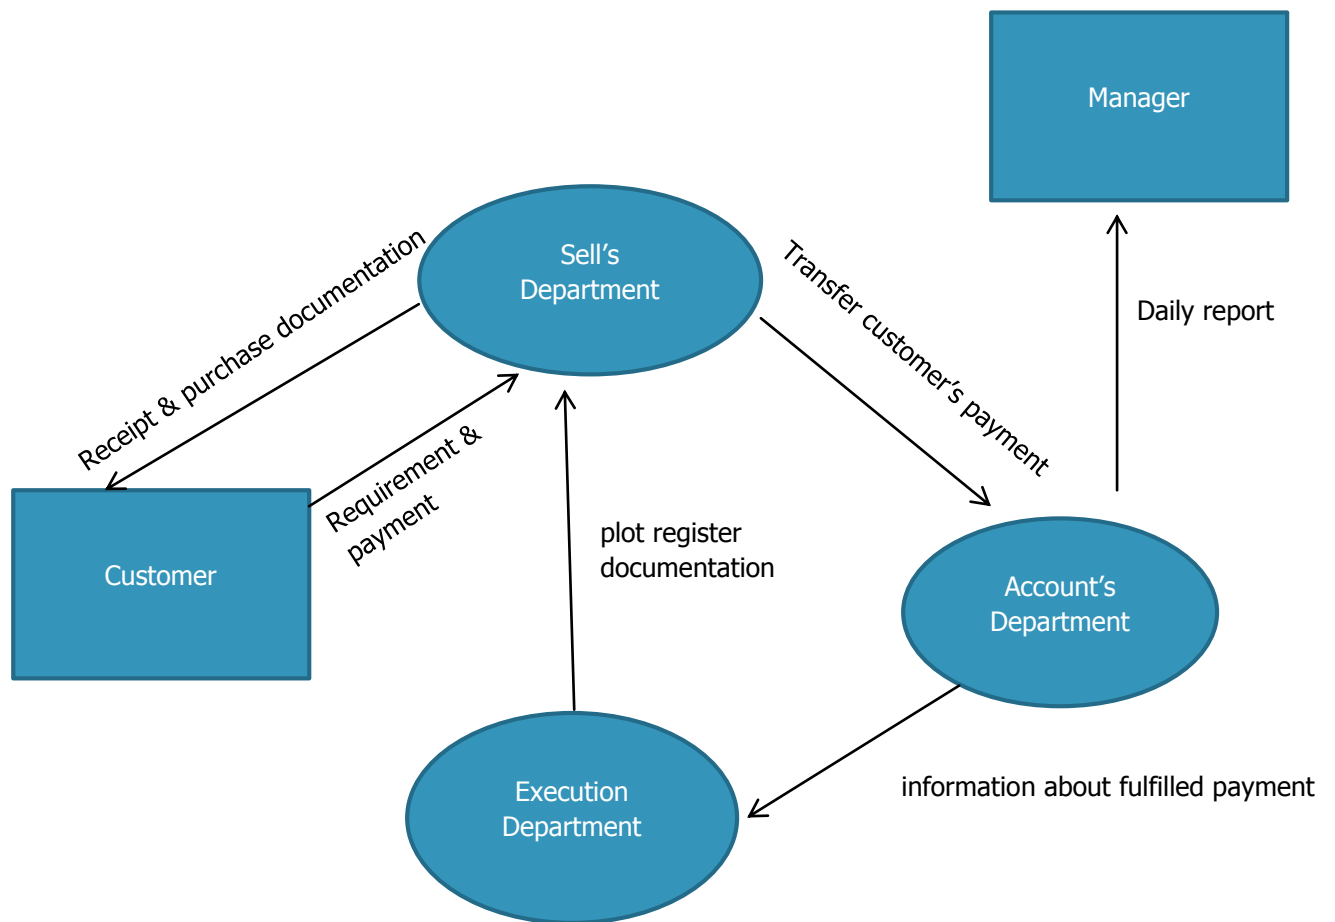 Manager
Sell's
Department
Receipt & purchase documentation
Transfer customer's payment
Daily report
Requirement &
payment
plot register
documentation
Customer
Account's
Department
Execution
Department
information about fulfilled payment